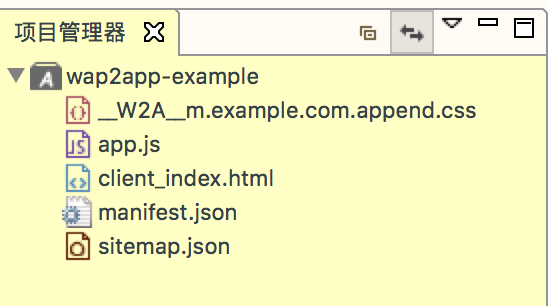 项目管理器
wap2app-example
__W2A__m.example.com.append.css
app.js
client_index.html
manifest.json
sitemap.json